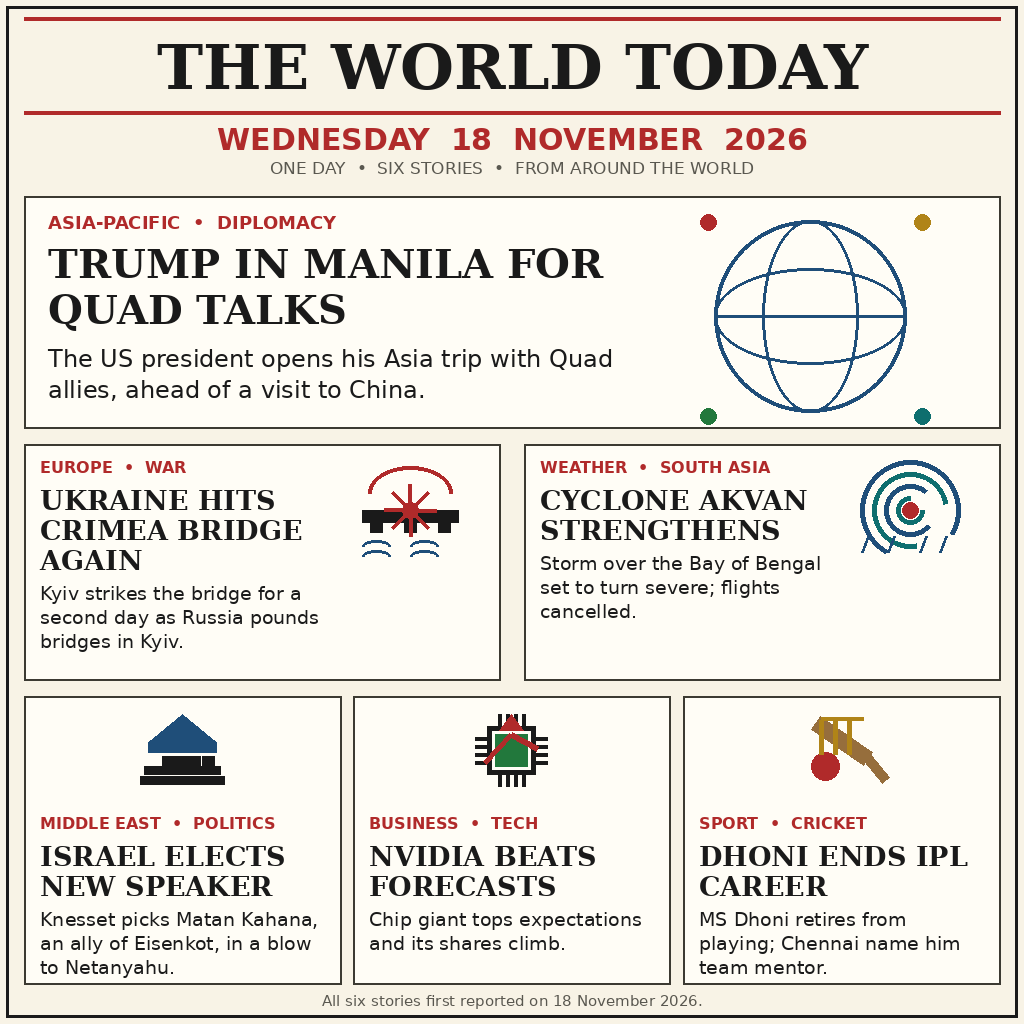 THE WORLD TODAY
WEDNESDAY 18 NOVEMBER 2026
ONE DAY • SIX STORIES • FROM AROUND THE WORLD
ASIA-PACIFIC • DIPLOMACY
TRUMP IN MANILA FOR
QUAD TALKS
The US president opens his Asia trip with Quad
allies, ahead of a visit to China.
EUROPE • WAR
UKRAINE HITS
CRIMEA BRIDGE
AGAIN
Kyiv strikes the bridge for a
second day as Russia pounds
bridges in Kyiv.
WEATHER • SOUTH ASIA
CYCLONE AKVAN
STRENGTHENS
Storm over the Bay of Bengal
set to turn severe; flights
cancelled.
MIDDLE EAST • POLITICS
ISRAEL ELECTS
NEW SPEAKER
Knesset picks Matan Kahana,
an ally of Eisenkot, in a blow
to Netanyahu.
BUSINESS • TECH
NVIDIA BEATS
FORECASTS
Chip giant tops expectations
and its shares climb.
SPORT • CRICKET
DHONI ENDS IPL
CAREER
MS Dhoni retires from
playing; Chennai name him
team mentor.
All six stories first reported on 18 November 2026.